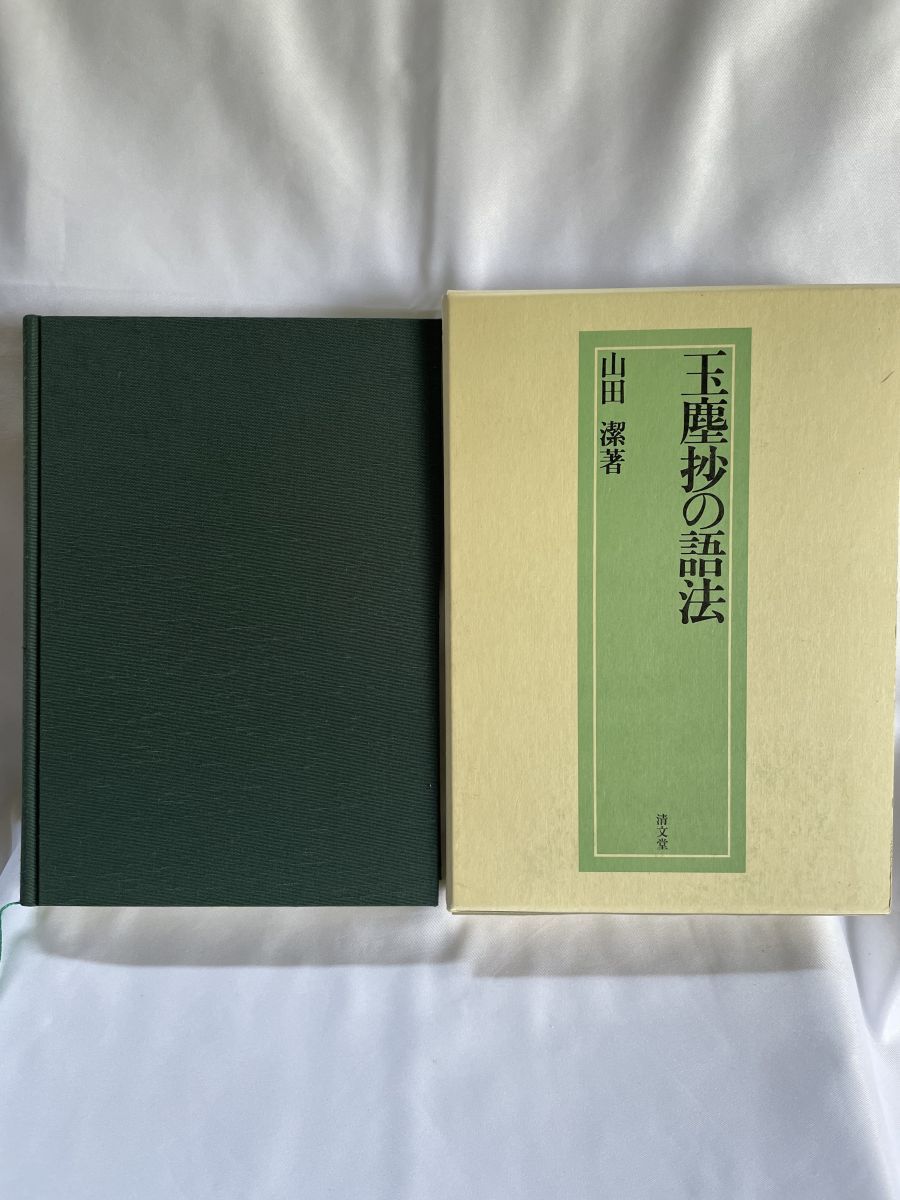 玉塵抄の語法
山田 潔著
清文堂